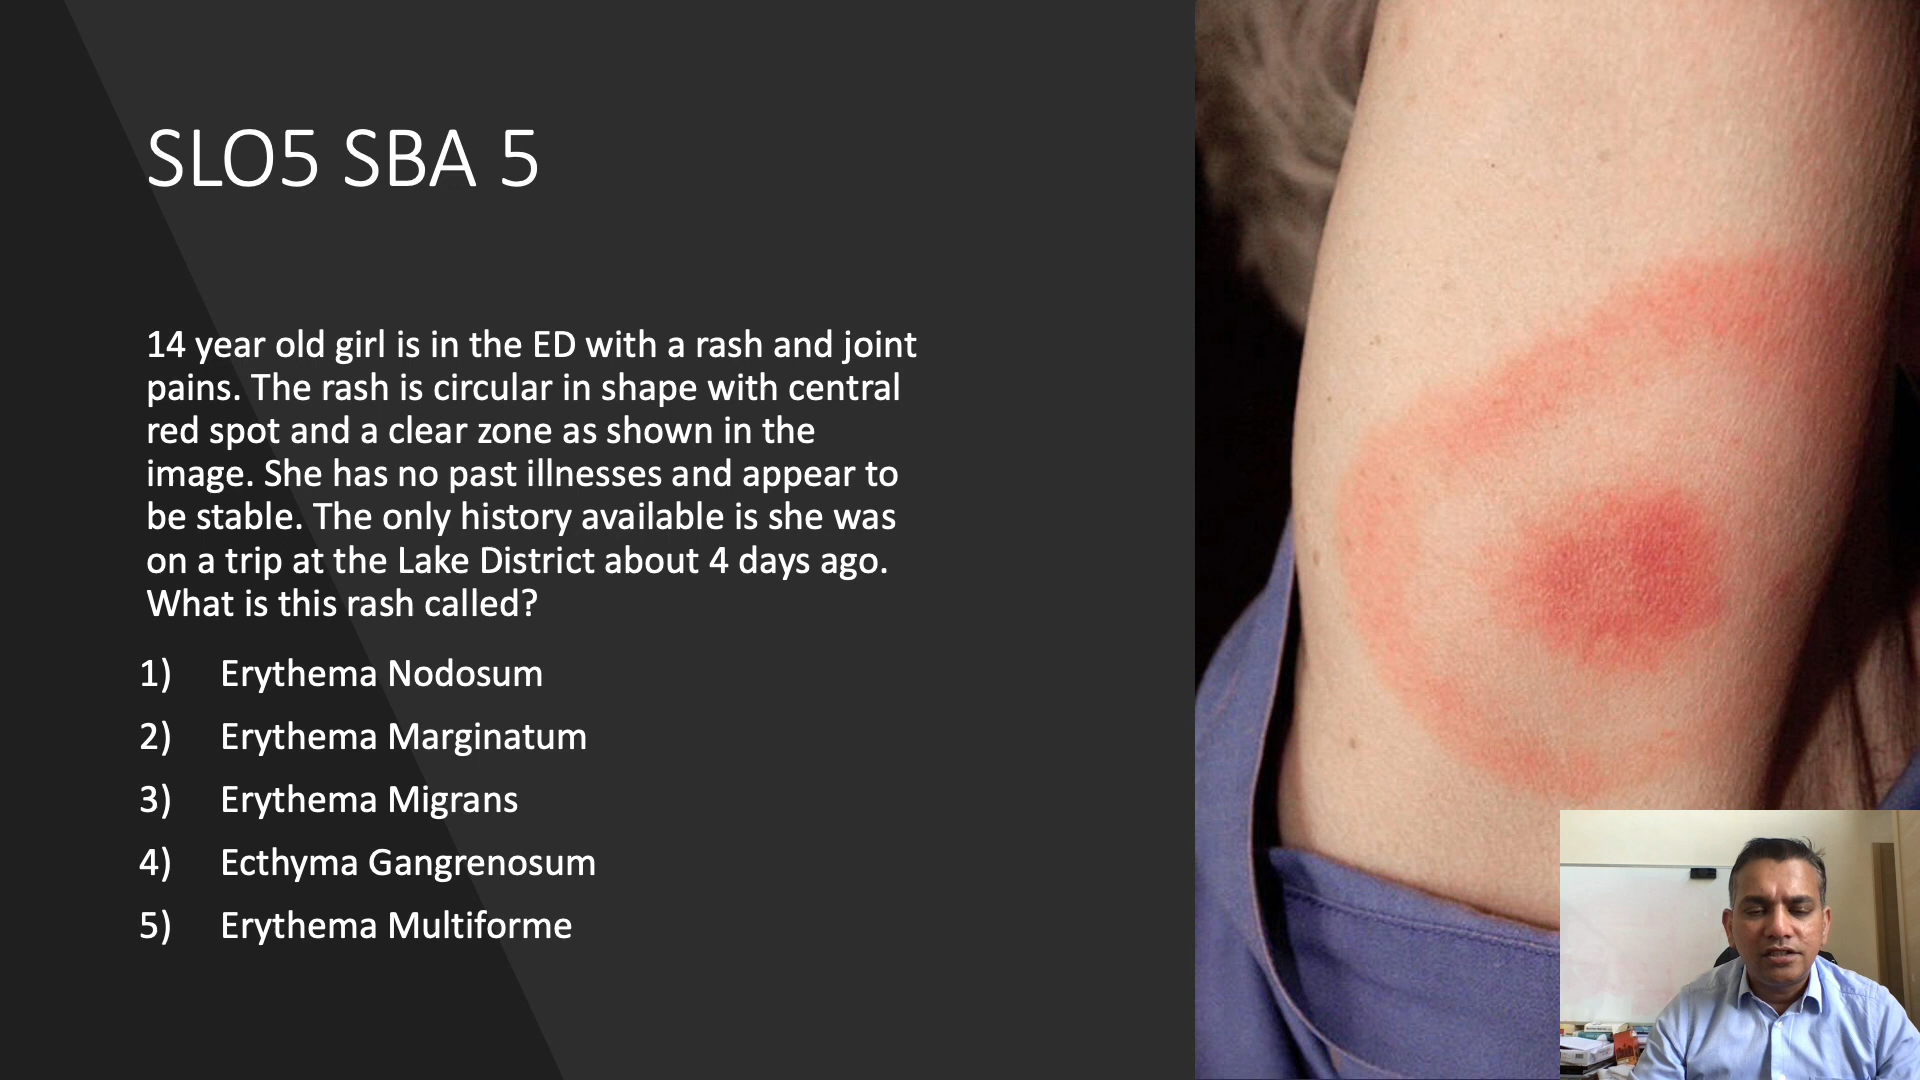 SLO5 SBA 5
14 year old girl is in the ED with a rash and joint
pains. The rash is circular in shape with central
red spot and a clear zone as shown in the
image. She has no past illnesses and appear to
be stable. The only history available is she was
on a trip at the Lake District about 4 days ago.
What is this rash called?
1) Erythema Nodosum
2) Erythema Marginatum
3) Erythema Migrans
4) Ecthyma Gangrenosum
5) Erythema Multiforme